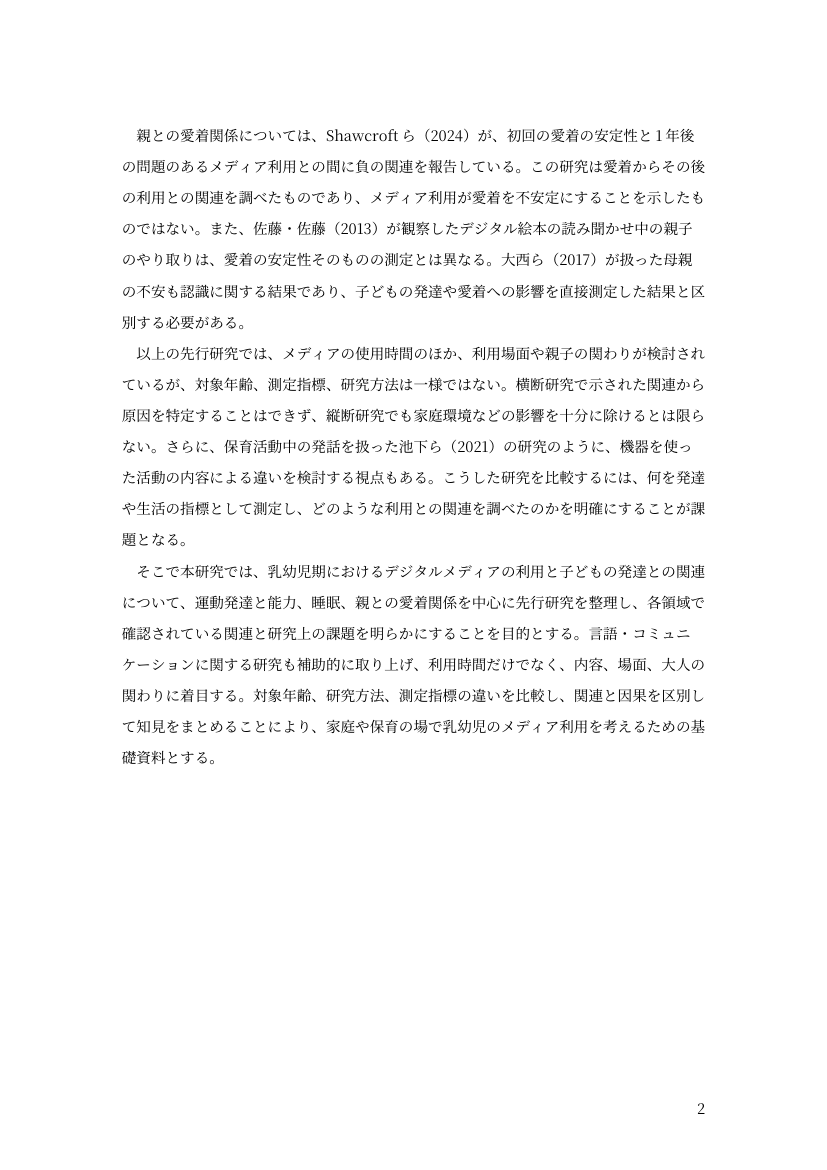 親との愛着関係については、Shawcroft ら（2024）が、初回の愛着の安定性と 1 年後
の問題のあるメディア利用との間に負の関連を報告している。この研究は愛着からその後
の利用との関連を調べたものであり、メディア利用が愛着を不安定にすることを示したも
のではない。また、佐藤・佐藤（2013）が観察したデジタル絵本の読み聞かせ中の親子
のやり取りは、愛着の安定性そのものの測定とは異なる。大西ら（2017）が扱った母親
の不安も認識に関する結果であり、子どもの発達や愛着への影響を直接測定した結果と区
別する必要がある。
以上の先行研究では、メディアの使用時間のほか、利用場面や親子の関わりが検討され
ているが、対象年齢、測定指標、研究方法は一様ではない。横断研究で示された関連から
原因を特定することはできず、縦断研究でも家庭環境などの影響を十分に除けるとは限ら
ない。さらに、保育活動中の発話を扱った池下ら（2021）の研究のように、機器を使っ
た活動の内容による違いを検討する視点もある。こうした研究を比較するには、何を発達
や生活の指標として測定し、どのような利用との関連を調べたのかを明確にすることが課
題となる。
そこで本研究では、乳幼児期におけるデジタルメディアの利用と子どもの発達との関連
について、運動発達と能力、睡眠、親との愛着関係を中心に先行研究を整理し、各領域で
確認されている関連と研究上の課題を明らかにすることを目的とする。言語・コミュニ
ケーションに関する研究も補助的に取り上げ、利用時間だけでなく、内容、場面、大人の
関わりに着目する。対象年齢、研究方法、測定指標の違いを比較し、関連と因果を区別し
て知見をまとめることにより、家庭や保育の場で乳幼児のメディア利用を考えるための基
礎資料とする。
2